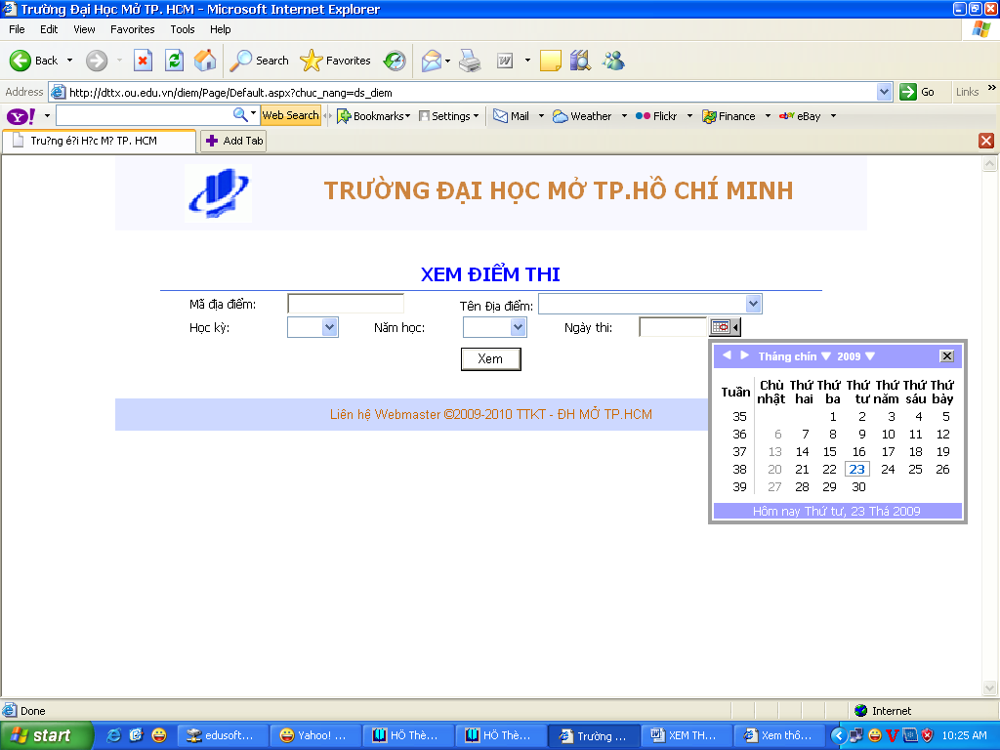 Trường Đại Học Mở TP. HCM - Microsoft Internet Explorer
File Edit View Favorites Tools Help
Back Search Favorites
Address http://dttx.ou.edu.vn/diem/Page/Default.aspx?chuc_nang=ds_diem Go Links »
Y! Web Search Bookmarks Settings Mail Weather Flickr Finance eBay
Tru?ng é?i H?c M? TP. HCM Add Tab
TRƯỜNG ĐẠI HỌC MỞ TP.HỒ CHÍ MINH
XEM ĐIỂM THI
Mã địa điểm: Tên Địa điểm:
Học kỳ: Năm học: Ngày thi:
Xem
Tháng chín 2009
Tuần Chủ nhật Thứ hai Thứ ba Thứ tư Thứ năm Thứ sáu Thứ bảy
35 1 2 3 4 5
36 6 7 8 9 10 11 12
37 13 14 15 16 17 18 19
38 20 21 22 23 24 25 26
39 27 28 29 30
Hôm nay Thứ tư, 23 Thá 2009
Liên hệ Webmaster ©2009-2010 TTKT - ĐH MỞ TP.HCM
Done Internet
start edusoft... Yahoo! ... HÔ Thè... HÔ Thè... Trường ... XEM TH... Xem thô... 10:25 AM